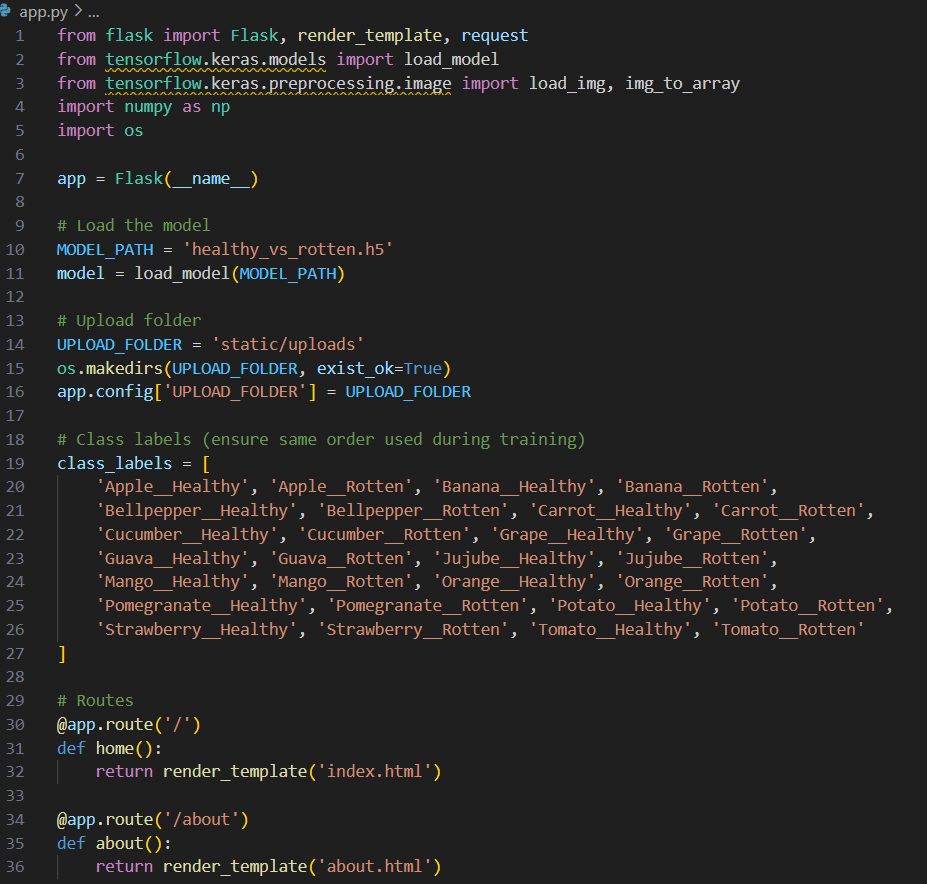 app.py > ...
1 from flask import Flask, render_template, request
2 from tensorflow.keras.models import load_model
3 from tensorflow.keras.preprocessing.image import load_img, img_to_array
4 import numpy as np
5 import os
6
7 app = Flask(__name__)
8
9 # Load the model
10 MODEL_PATH = 'healthy_vs_rotten.h5'
11 model = load_model(MODEL_PATH)
12
13 # Upload folder
14 UPLOAD_FOLDER = 'static/uploads'
15 os.makedirs(UPLOAD_FOLDER, exist_ok=True)
16 app.config['UPLOAD_FOLDER'] = UPLOAD_FOLDER
17
18 # Class labels (ensure same order used during training)
19 class_labels = [
20     'Apple__Healthy', 'Apple__Rotten', 'Banana__Healthy', 'Banana__Rotten',
21     'Bellpepper__Healthy', 'Bellpepper__Rotten', 'Carrot__Healthy', 'Carrot__Rotten',
22     'Cucumber__Healthy', 'Cucumber__Rotten', 'Grape__Healthy', 'Grape__Rotten',
23     'Guava__Healthy', 'Guava__Rotten', 'Jujube__Healthy', 'Jujube__Rotten',
24     'Mango__Healthy', 'Mango__Rotten', 'Orange__Healthy', 'Orange__Rotten',
25     'Pomegranate__Healthy', 'Pomegranate__Rotten', 'Potato__Healthy', 'Potato__Rotten',
26     'Strawberry__Healthy', 'Strawberry__Rotten', 'Tomato__Healthy', 'Tomato__Rotten'
27 ]
28
29 # Routes
30 @app.route('/')
31 def home():
32     return render_template('index.html')
33
34 @app.route('/about')
35 def about():
36     return render_template('about.html')